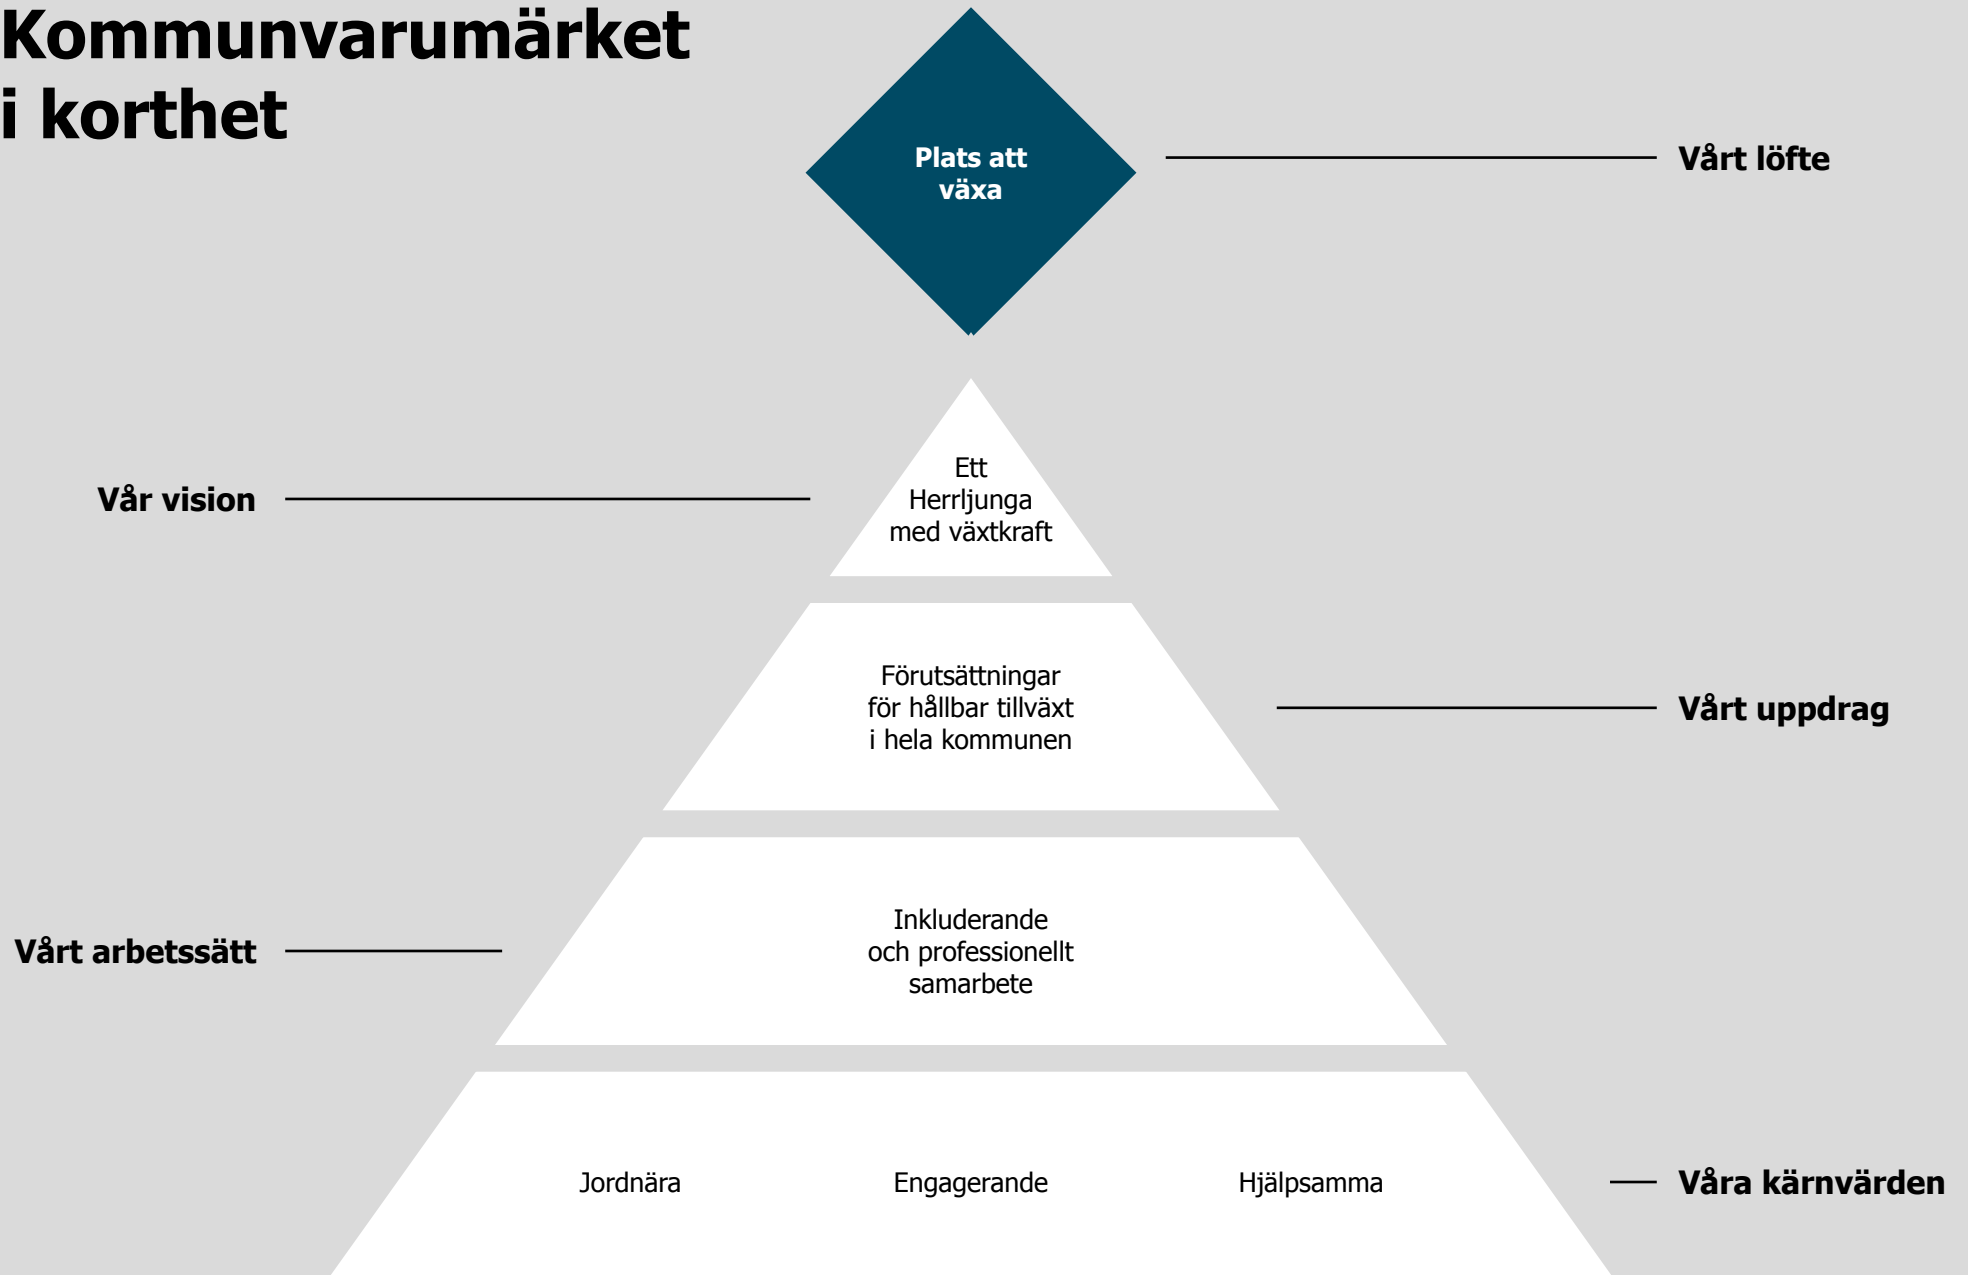 Kommunvarumärket
i korthet
Plats att
växa
Vårt löfte
Vår vision
Ett
Herrljunga
med växtkraft
Förutsättningar
för hållbar tillväxt
i hela kommunen
Vårt uppdrag
Vårt arbetssätt
Inkluderande
och professionellt
samarbete
Jordnära
Engagerande
Hjälpsamma
Våra kärnvärden